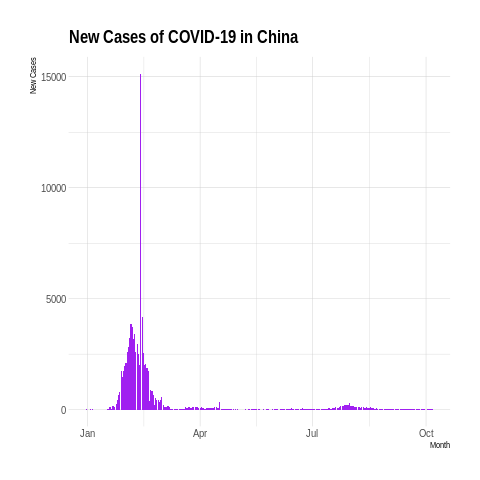 New Cases of COVID-19 in China
New Cases
15000
10000
5000
0
Jan Apr Jul Oct
Month